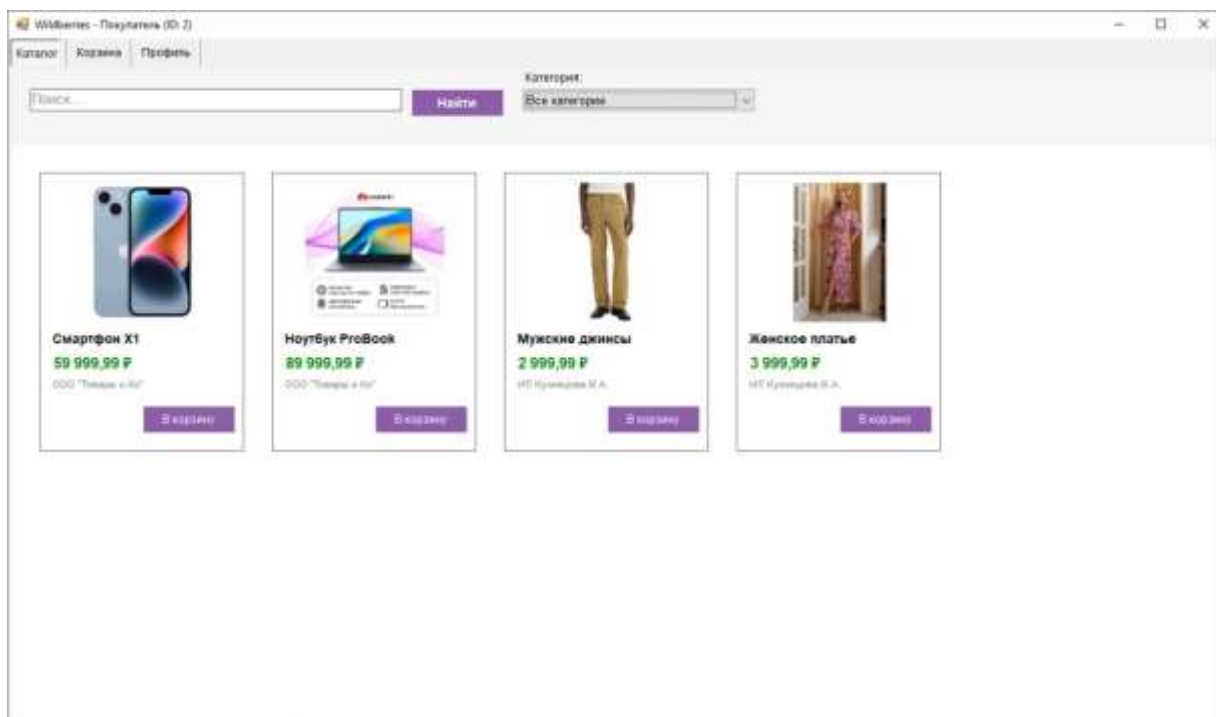 Wildberries - Покупатель (ID: 2)
Каталог Корзина Профиль
Категория:
Поиск...
Найти
Все категории
HUAWEI
Смартфон X1
59 999,99 ₽
ООО "Товары и Ко"
В корзину
Ноутбук ProBook
89 999,99 ₽
ООО "Товары и Ко"
В корзину
Мужские джинсы
2 999,99 ₽
ИП Кузнецова М.А.
В корзину
Женское платье
3 999,99 ₽
ИП Кузнецова М.А.
В корзину